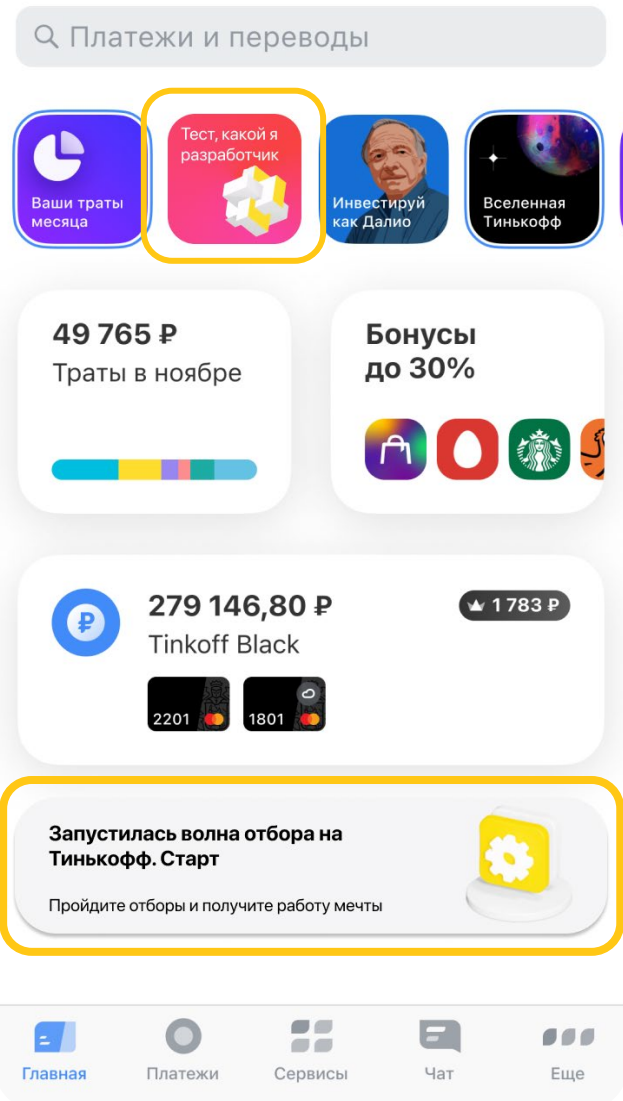 Платежи и переводы
Ваши траты
месяца
Тест, какой я
разработчик
Инвестируй
как Далио
Вселенная
Тинькофф
49 765 ₽
Траты в ноябре
Бонусы
до 30%
279 146,80 ₽
1 783 ₽
Tinkoff Black
2201
1801
Запустилась волна отбора на
Тинькофф. Старт
Пройдите отборы и получите работу мечты
Главная
Платежи
Сервисы
Чат
Еще